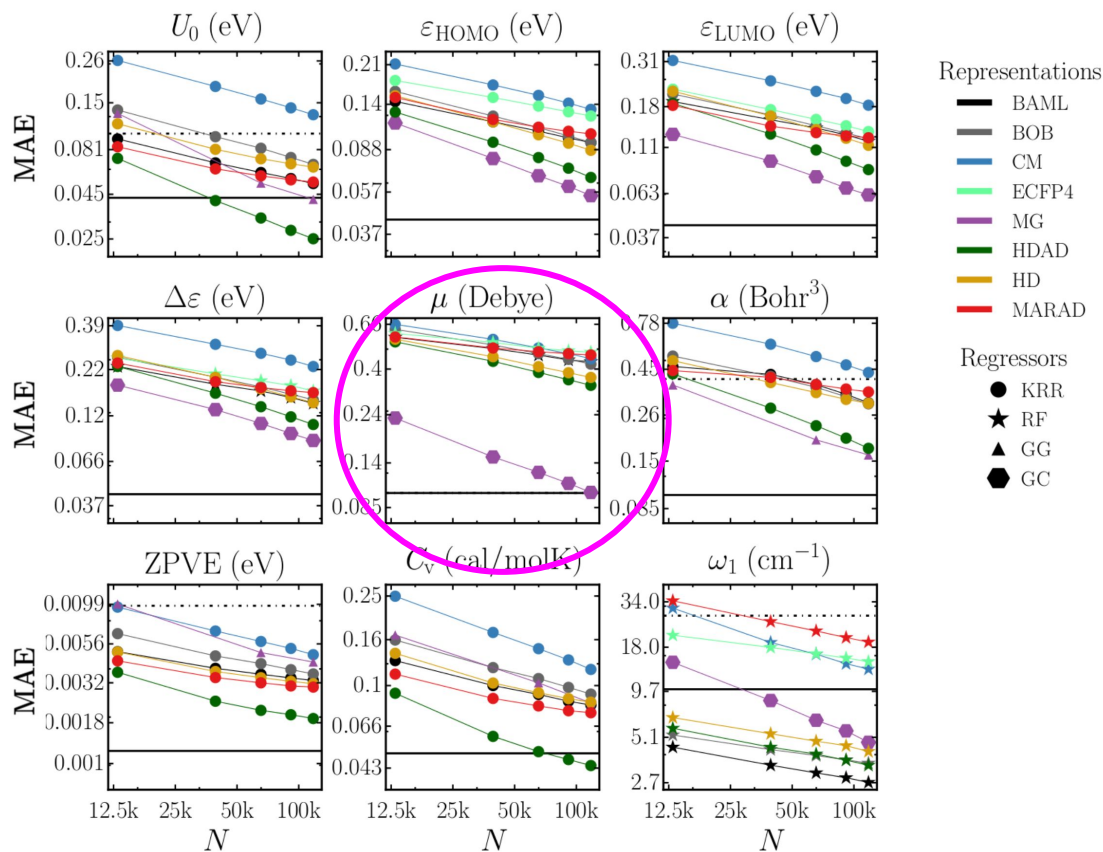 U₀ (eV)
ε_HOMO (eV)
ε_LUMO (eV)
MAE
0.26
0.15
0.081
0.045
0.025
0.21
0.14
0.088
0.057
0.037
0.31
0.18
0.11
0.063
0.037
Representations
BAML
BOB
CM
ECFP4
MG
HDAD
HD
MARAD
Regressors
KRR
RF
GG
GC
Δε (eV)
μ (Debye)
α (Bohr³)
MAE
0.39
0.22
0.12
0.066
0.037
0.66
0.4
0.24
0.14
0.085
0.78
0.45
0.26
0.15
0.085
ZPVE (eV)
C_v (cal/molK)
ω₁ (cm⁻¹)
MAE
0.0099
0.0056
0.0032
0.0018
0.001
0.25
0.16
0.1
0.066
0.043
34.0
18.0
9.7
5.1
2.7
12.5k 25k 50k 100k
12.5k 25k 50k 100k
12.5k 25k 50k 100k
N
N
N